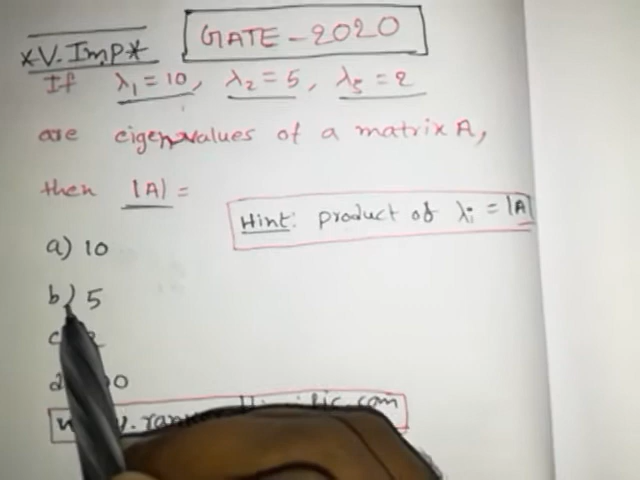 *V.Imp*
GATE-2020
If λ₁=10, λ₂=5, λ₅=2
are eigenvalues of a matrix A,
then |A| =
Hint: product of λᵢ = |A|
a) 10
b) 5